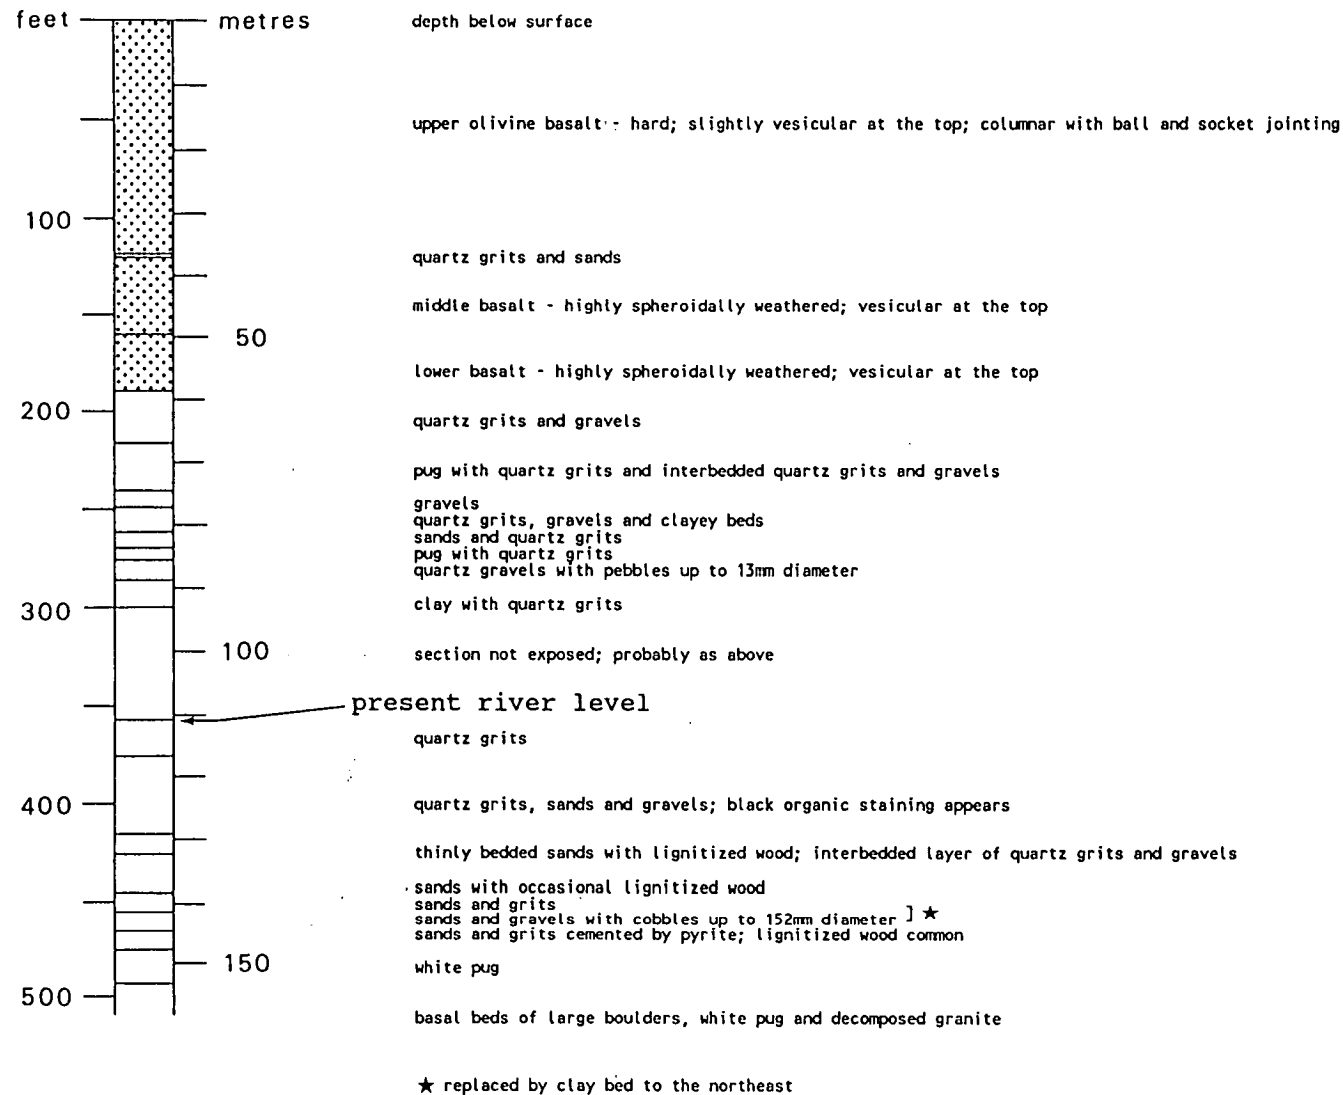 feet metres depth below surface
upper olivine basalt - hard; slightly vesicular at the top; columnar with ball and socket jointing
100
quartz grits and sands
middle basalt - highly spheroidally weathered; vesicular at the top
50
lower basalt - highly spheroidally weathered; vesicular at the top
200
quartz grits and gravels
pug with quartz grits and interbedded quartz grits and gravels
gravels
quartz grits, gravels and clayey beds
sands and quartz grits
pug with quartz grits
quartz gravels with pebbles up to 13mm diameter
300
clay with quartz grits
100
section not exposed; probably as above
present river level
quartz grits
400
quartz grits, sands and gravels; black organic staining appears
thinly bedded sands with lignitized wood; interbedded layer of quartz grits and gravels
sands with occasional lignitized wood
sands and grits
sands and gravels with cobbles up to 152mm diameter ] ★
sands and grits cemented by pyrite; lignitized wood common
150
white pug
500
basal beds of large boulders, white pug and decomposed granite
★ replaced by clay bed to the northeast